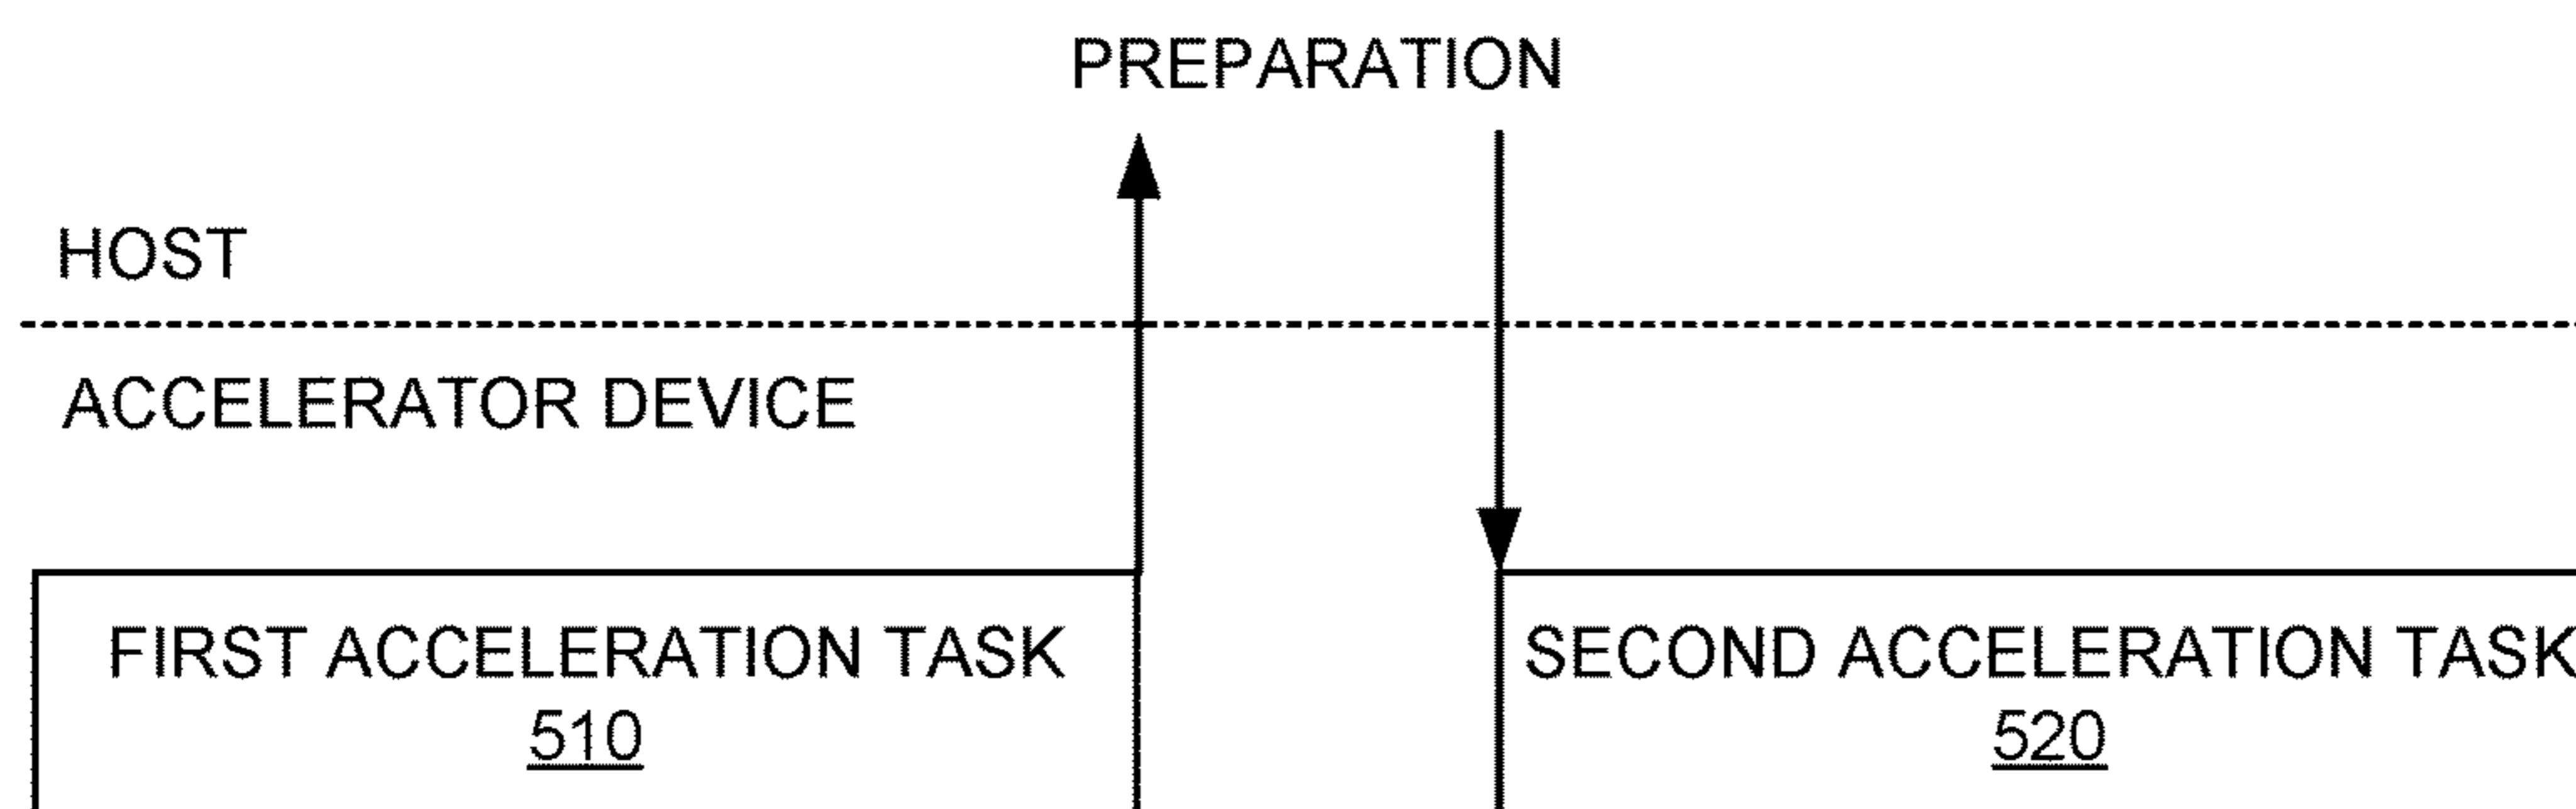 PREPARATION
HOST
ACCELERATOR DEVICE
FIRST ACCELERATION TASK
510
SECOND ACCELERATION TASK
520